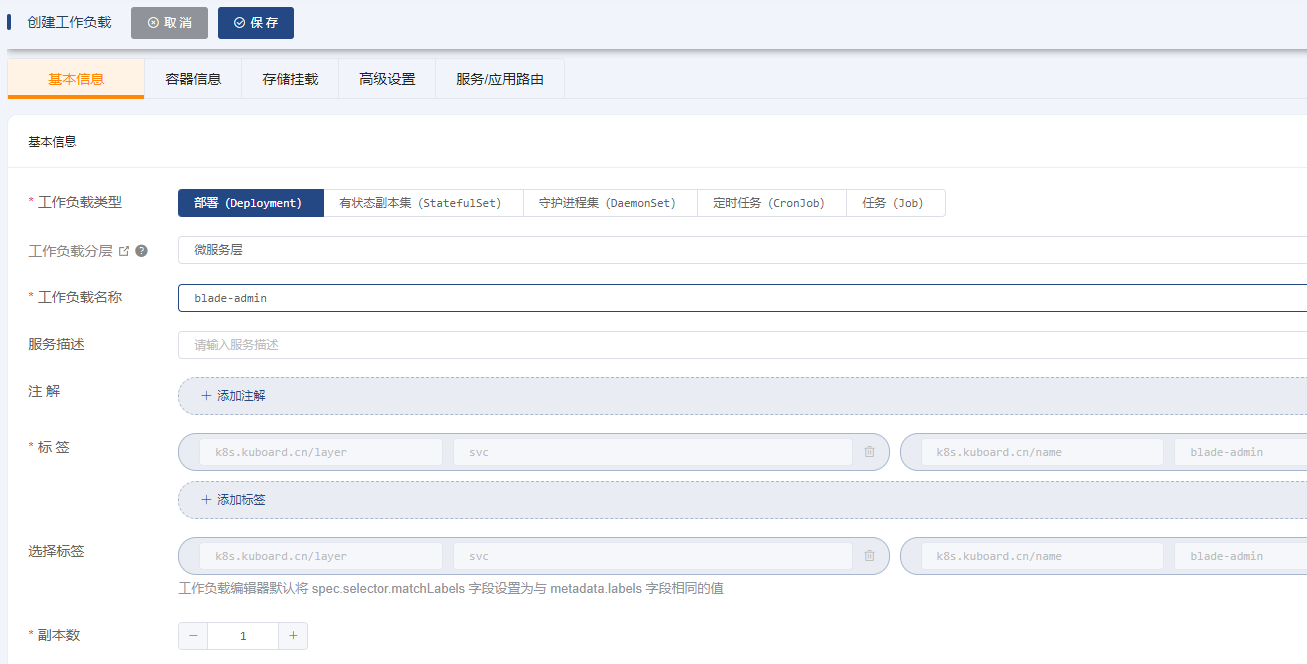 创建工作负载 取消 保存
基本信息 容器信息 存储挂载 高级设置 服务/应用路由
基本信息
* 工作负载类型 部署 (Deployment) 有状态副本集 (StatefulSet) 守护进程集 (DaemonSet) 定时任务 (CronJob) 任务 (Job)
工作负载分层 ? 微服务层
* 工作负载名称 blade-admin
服务描述 请输入服务描述
注 解 + 添加注解
* 标 签 k8s.kuboard.cn/layer svc k8s.kuboard.cn/name blade-admin
+ 添加标签
选择标签 k8s.kuboard.cn/layer svc k8s.kuboard.cn/name blade-admin
工作负载编辑器默认将 spec.selector.matchLabels 字段设置为与 metadata.labels 字段相同的值
* 副本数 − 1 +